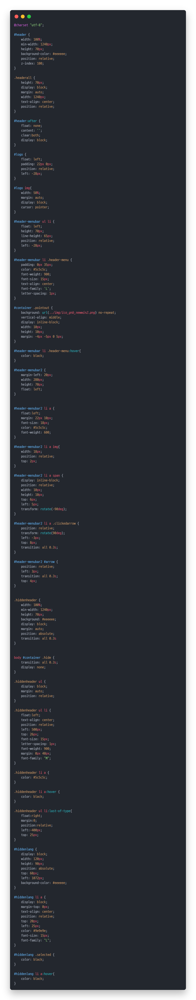 @charset "utf-8";

#header {
    width: 100%;
    min-width: 1240px;
    height: 70px;
    background-color: #eeeeee;
    position: relative;
    z-index: 100;
}

.headerall {
    height: 70px;
    display: block;
    margin: auto;
    width: 1240px;
    text-align: center;
    position: relative;
}

#header:after {
    float: none;
    content: '';
    clear:both;
    display: block;
}

#logo {
    float: left;
    padding: 22px 0px;
    position: relative;
    left: -28px;
}

#logo img{
    width: 50%;
    margin: auto;
    display: block;
    cursor: pointer;
}

#header-menubar ul li {
    float: left;
    height: 70px;
    line-height: 65px;
    position: relative;
    left: -28px;
}

#header-menubar li .header-menu {
    padding: 0px 35px;
    color: #5c5c5c;
    font-weight: 900;
    font-size: 15px;
    text-align: center;
    font-family: 'L';
    letter-spacing: 1px;
}

#container .pointout {
    background: url(../img/ico_gnb_newwin2.png) no-repeat;
    vertical-align: middle;
    display: inline-block;
    width: 10px;
    height: 10px;
    margin: -4px -5px 0 5px;
}

#header-menubar li .header-menu:hover{
    color: black;
}

#header-menubar2 {
    margin-left: 20px;
    width: 280px;
    height: 70px;
    float: left;
}


#header-menubar2 li a {
    float:left;
    margin: 22px 10px;
    font-size: 18px;
    color: #5c5c5c;
    font-weight: 600;
}

#header-menubar2 li a img{
    width: 18px;
    position: relative;
    top: 2px;
}

#header-menubar2 li a span {
    display: inline-block;
    position: relative;
    width: 10px;
    height: 10px;
    top: 6px;
    left: 5px;
    transform: rotate(-90deg);
}

#header-menubar2 li a .clickedarrow {
    position: relative;
    transform: rotate(90deg);
    left: -3px;
    top: 8px;
    transition: all 0.3s;
}

#header-menubar2 #arrow {
    position: relative;
    left: 3px;
    transition: all 0.3s;
    top: 4px;
}


.hiddenheader {
    width: 100%;
    min-width: 1240px;
    height: 70px;
    background: #eeeeee;
    display: block;
    margin: auto;
    position: absolute;
    transition: all 0.3s
}


body #container .hide {
    transition: all 0.3s;
    display: none;
}

.hiddenheader ul {
    display: block;
    margin: auto;
    position: relative;
}

.hiddenheader ul li {
    float:left;
    text-align: center;
    position: relative;
    left: 500px;
    top: 26px;
    font-size: 15px;
    letter-spacing: 1px;
    font-weight: 900;
    margin: 0px 40px;
    font-family: "M";
}

.hiddenheader li a {
    color: #5c5c5c;
}

.hiddenheader li a:hover {
    color: black;
}

.hiddenheader ul li:last-of-type{
    float:right;
    margin:0;
    position:relative;
    left:-400px;
    top: 25px;
}

#hiddenlang {
    display: block;
    width: 120px;
    height: 90px;
    position: absolute;
    top: 60px;
    left: 1072px;
    background-color: #eeeeee;
}

#hiddenlang li a {
    display: block;
    margin-top: 0px;
    text-align: center;
    position: relative;
    top: 20px;
    left: 25px;
    color: #9e9e9e;
    font-size: 15px;
    font-family: "L";
}

#hiddenlang .selected {
    color: black;
}

#hiddenlang li a:hover{
    color: black;
}